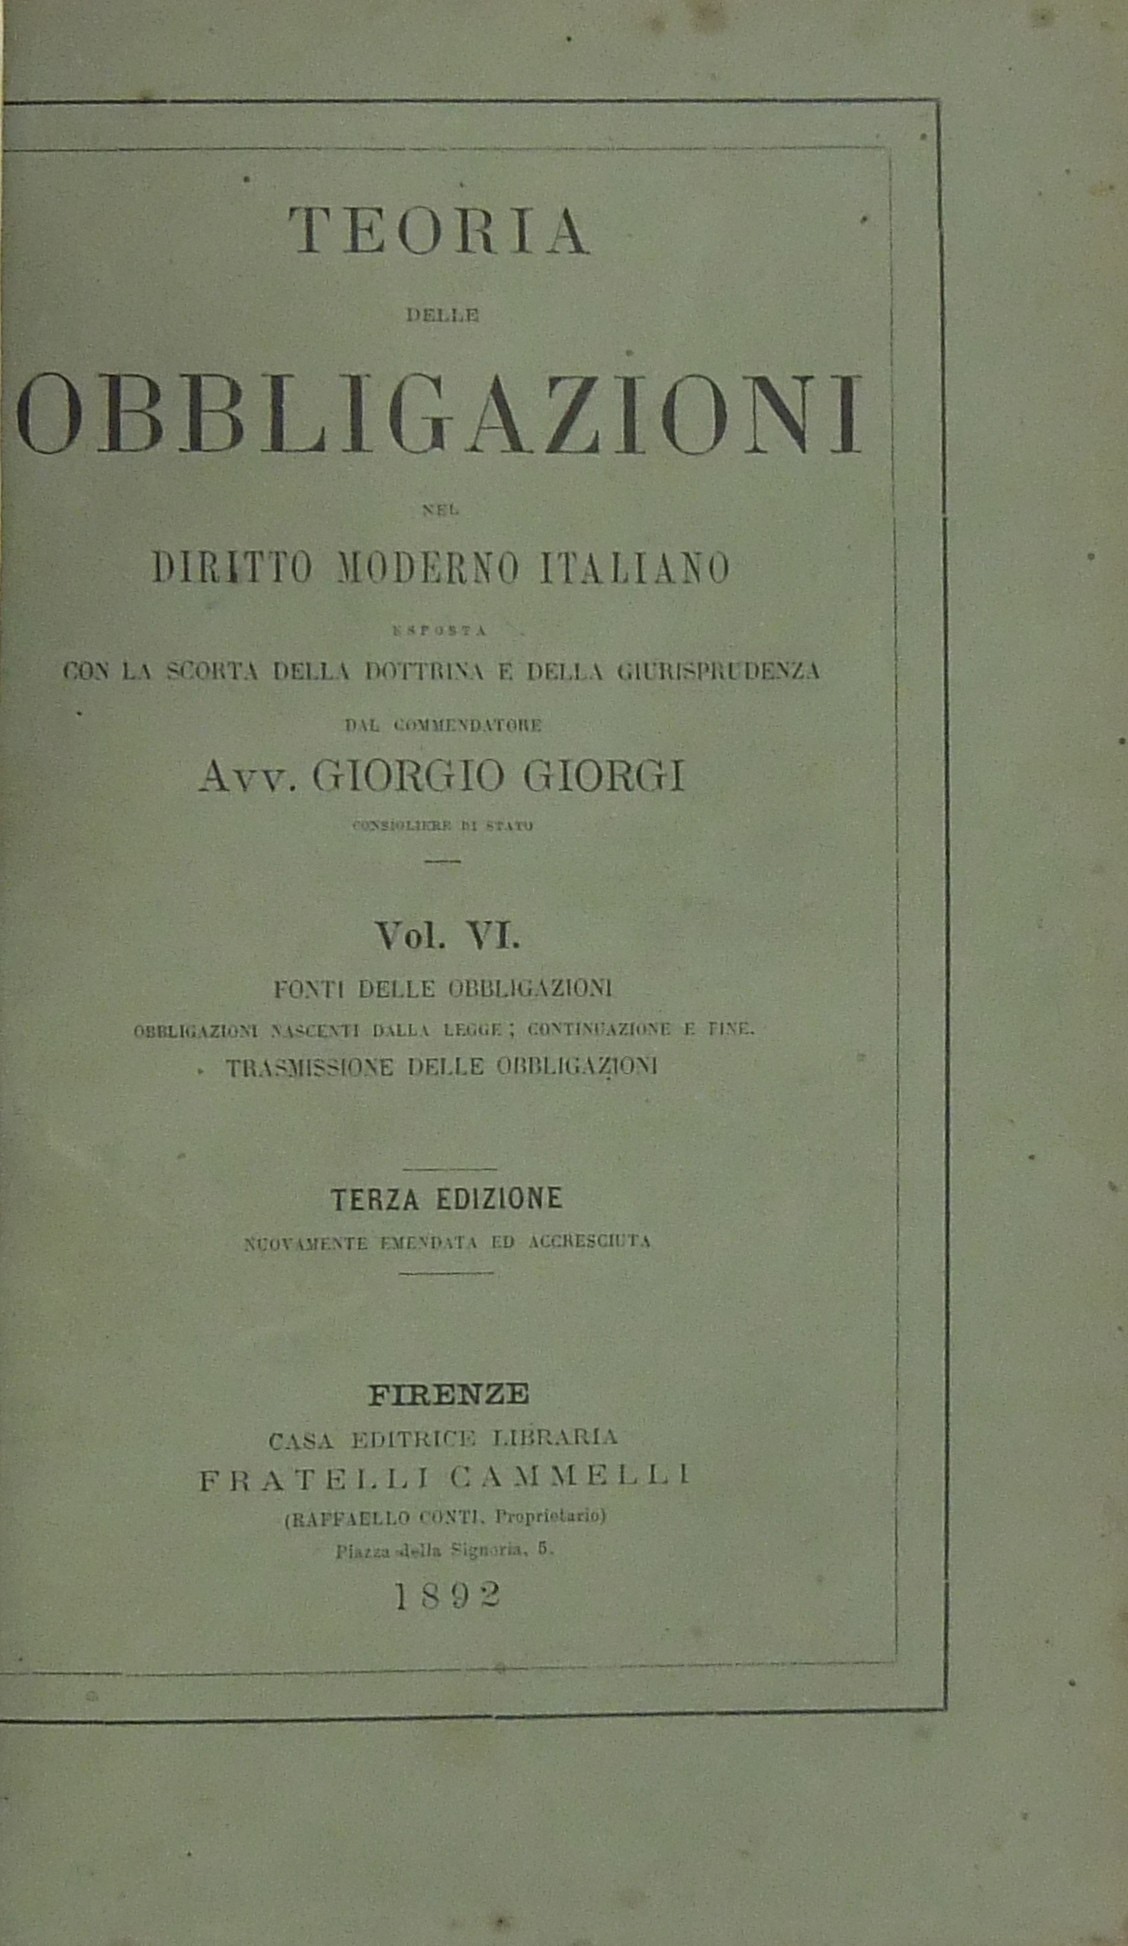 TEORIA
DELLE
OBBLIGAZIONI
NEL
DIRITTO MODERNO ITALIANO
ESPOSTA
CON LA SCORTA DELLA DOTTRINA E DELLA GIURISPRUDENZA
DAL COMMENDATORE
AVV. GIORGIO GIORGI
CONSIGLIERE DI STATO
Vol. VI.
FONTI DELLE OBBLIGAZIONI
OBBLIGAZIONI NASCENTI DALLA LEGGE; CONTINUAZIONE E FINE.
TRASMISSIONE DELLE OBBLIGAZIONI
TERZA EDIZIONE
NUOVAMENTE EMENDATA ED ACCRESCIUTA
FIRENZE
CASA EDITRICE LIBRARIA
FRATELLI CAMMELLI
(RAFFAELLO CONTI, Proprietario)
Piazza della Signoria, 5.
1892